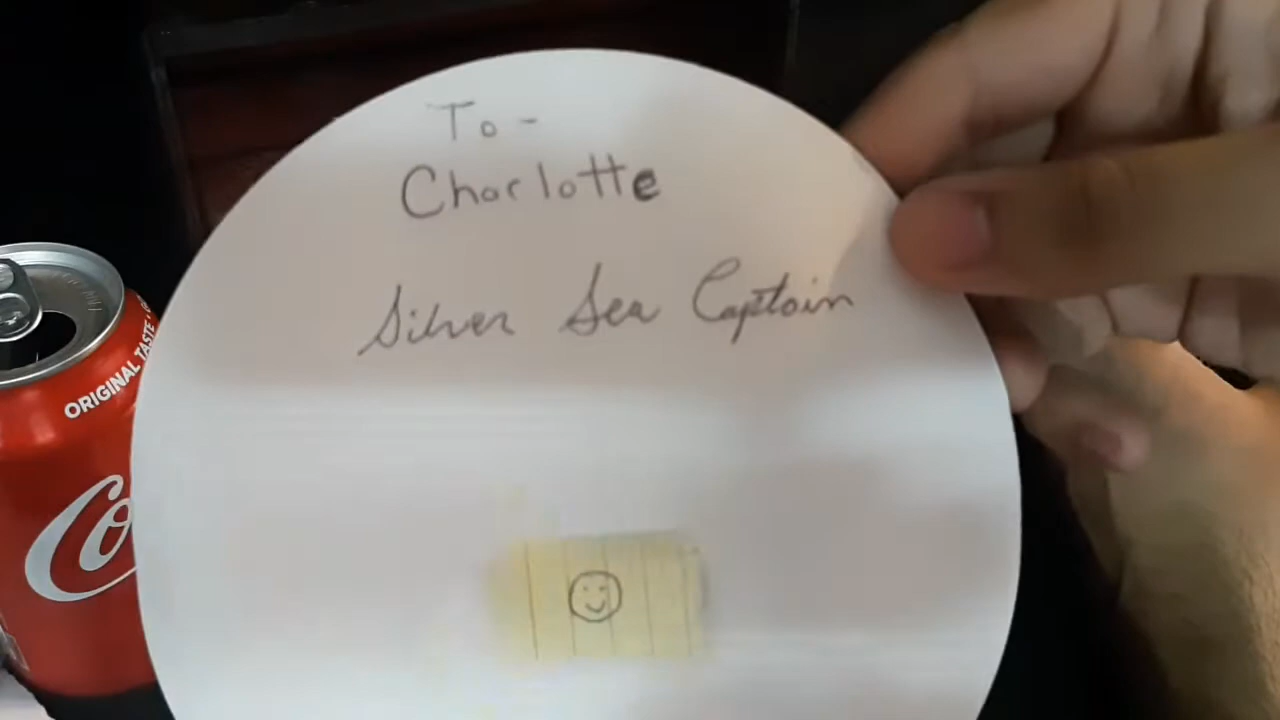 To -
Charlotte
Silver Sea Captain
ORIGINAL TASTE
Co